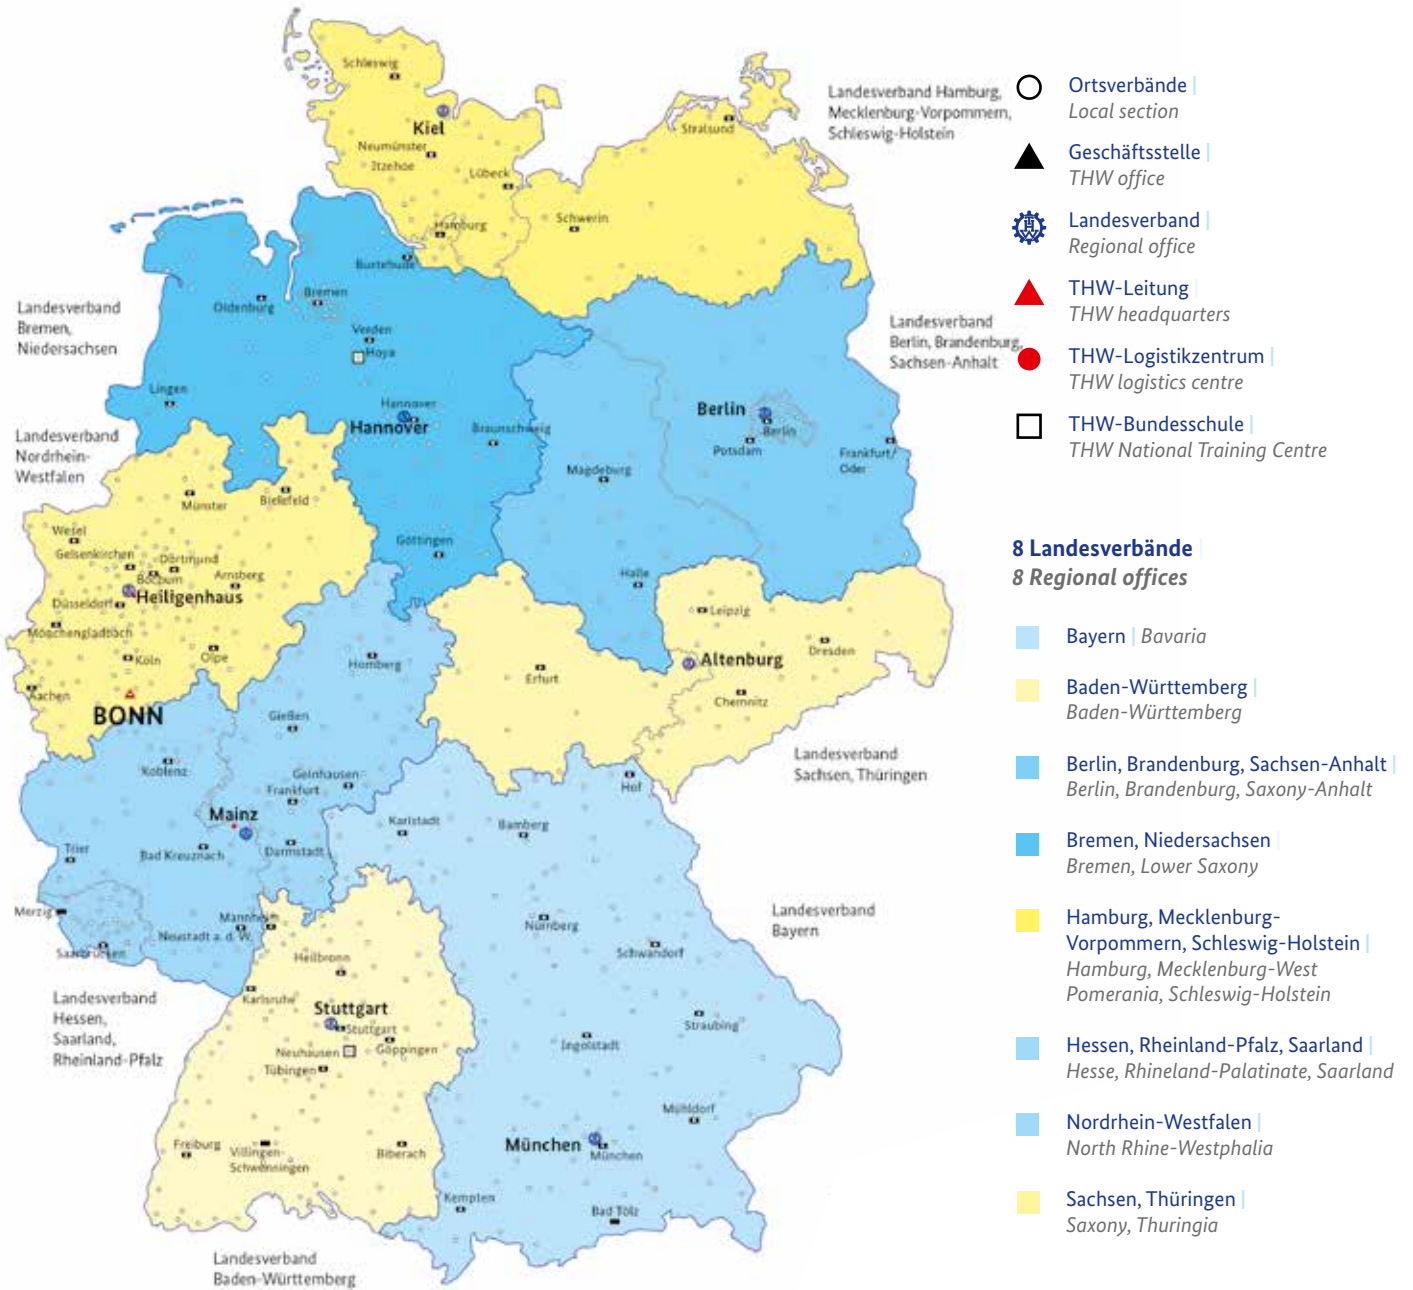 Schleswig
Kiel
Neumünster
Itzehoe
Lübeck
Hamburg
Stralsund
Schwerin
Landesverband Hamburg,
Mecklenburg-Vorpommern,
Schleswig-Holstein
Landesverband
Bremen,
Niedersachsen
Buxtehude
Oldenburg
Bremen
Verden
Hoya
Lingen
Hannover
Hannover
Braunschweig
Göttingen
Landesverband
Berlin, Brandenburg,
Sachsen-Anhalt
Berlin
Berlin
Potsdam
Frankfurt/
Oder
Magdeburg
Halle
Landesverband
Nordrhein-
Westfalen
Münster
Bielefeld
Wesel
Gelsenkirchen
Dortmund
Bochum
Arnsberg
Heiligenhaus
Düsseldorf
Mönchengladbach
Köln
Olpe
Aachen
BONN
Leipzig
Altenburg
Dresden
Chemnitz
Erfurt
Landesverband
Sachsen, Thüringen
Homberg
Gießen
Koblenz
Gelnhausen
Frankfurt
Mainz
Trier
Bad Kreuznach
Darmstadt
Merzig
Saarbrücken
Neustadt a. d. W.
Mannheim
Landesverband
Hessen,
Saarland,
Rheinland-Pfalz
Hof
Karlstadt
Bamberg
Nürnberg
Schwandorf
Landesverband
Bayern
Straubing
Ingolstadt
Mühldorf
München
München
Kempten
Bad Tölz
Heilbronn
Karlsruhe
Stuttgart
Stuttgart
Neuhausen
Göppingen
Tübingen
Freiburg
Villingen-
Schwenningen
Biberach
Landesverband
Baden-Württemberg
Ortsverbände |
Local section
Geschäftsstelle |
THW office
Landesverband |
Regional office
THW-Leitung |
THW headquarters
THW-Logistikzentrum |
THW logistics centre
THW-Bundesschule |
THW National Training Centre
8 Landesverbände |
8 Regional offices
Bayern | Bavaria
Baden-Württemberg |
Baden-Württemberg
Berlin, Brandenburg, Sachsen-Anhalt |
Berlin, Brandenburg, Saxony-Anhalt
Bremen, Niedersachsen |
Bremen, Lower Saxony
Hamburg, Mecklenburg-
Vorpommern, Schleswig-Holstein |
Hamburg, Mecklenburg-West
Pomerania, Schleswig-Holstein
Hessen, Rheinland-Pfalz, Saarland |
Hesse, Rhineland-Palatinate, Saarland
Nordrhein-Westfalen |
North Rhine-Westphalia
Sachsen, Thüringen |
Saxony, Thuringia